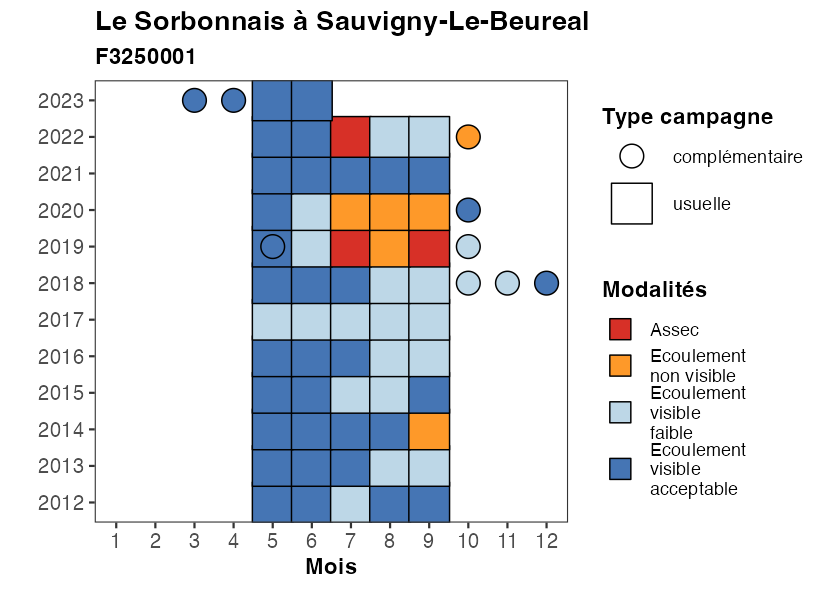 Le Sorbonnais à Sauvigny-Le-Beureal
F3250001
2023
2022
2021
2020
2019
2018
2017
2016
2015
2014
2013
2012
1 2 3 4 5 6 7 8 9 10 11 12
Mois
Type campagne
complémentaire
usuelle
Modalités
Assec
Ecoulement
non visible
Ecoulement
visible
faible
Ecoulement
visible
acceptable